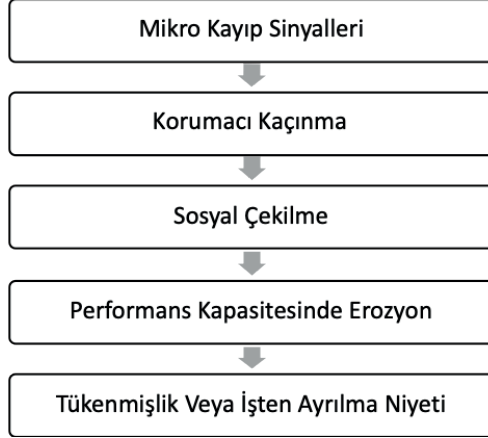 Mikro Kayıp Sinyalleri
Korumacı Kaçınma
Sosyal Çekilme
Performans Kapasitesinde Erozyon
Tükenmişlik Veya İşten Ayrılma Niyeti